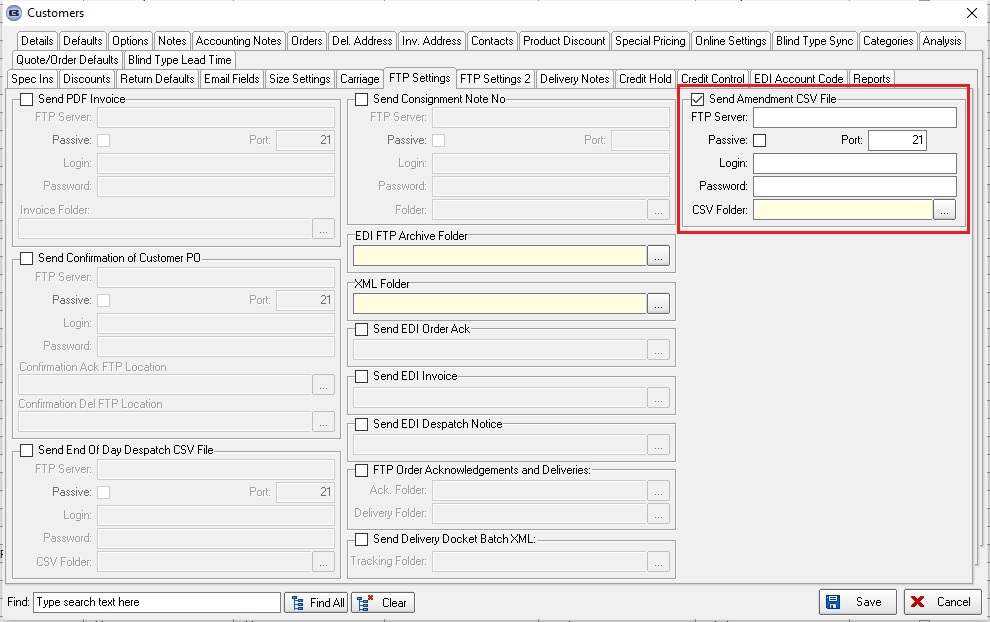 Customers
Details Defaults Options Notes Accounting Notes Orders Del. Address Inv. Address Contacts Product Discount Special Pricing Online Settings Blind Type Sync Categories Analysis
Quote/Order Defaults Blind Type Lead Time
Spec Ins Discounts Return Defaults Email Fields Size Settings Carriage FTP Settings FTP Settings 2 Delivery Notes Credit Hold Credit Control EDI Account Code Reports
Send PDF Invoice
FTP Server:
Passive: Port: 21
Login:
Password:
Invoice Folder:
...
Send Confirmation of Customer PO
FTP Server:
Passive: Port: 21
Login:
Password:
Confirmation Ack FTP Location
...
Confirmation Del FTP Location
...
Send End Of Day Despatch CSV File
FTP Server:
Passive: Port: 21
Login:
Password:
CSV Folder: ...
Send Consignment Note No
FTP Server:
Passive: Port:
Login:
Password:
Folder: ...
EDI FTP Archive Folder
...
XML Folder
...
Send EDI Order Ack
...
Send EDI Invoice
...
Send EDI Despatch Notice
...
FTP Order Acknowledgements and Deliveries:
Ack. Folder: ...
Delivery Folder: ...
Send Delivery Docket Batch XML:
Tracking Folder: ...
Send Amendment CSV File
FTP Server:
Passive: Port: 21
Login:
Password:
CSV Folder: ...
Find: Type search text here Find All Clear Save Cancel